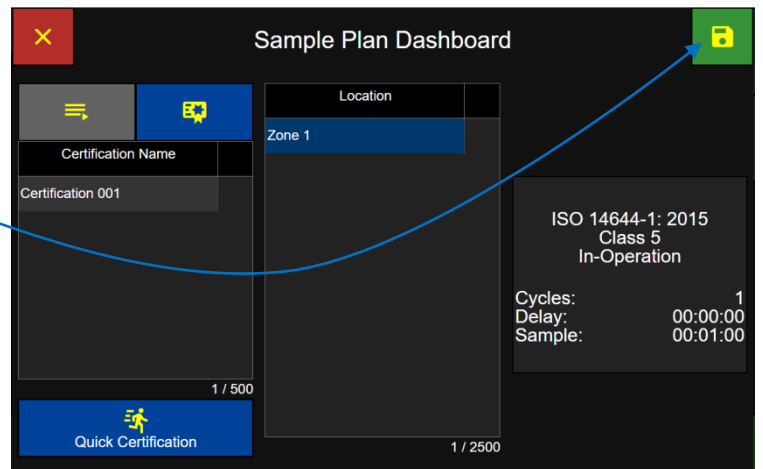 Sample Plan Dashboard
Certification Name
Certification 001
1 / 500
Quick Certification
Location
Zone 1
1 / 2500
ISO 14644-1: 2015
Class 5
In-Operation
Cycles: 1
Delay: 00:00:00
Sample: 00:01:00